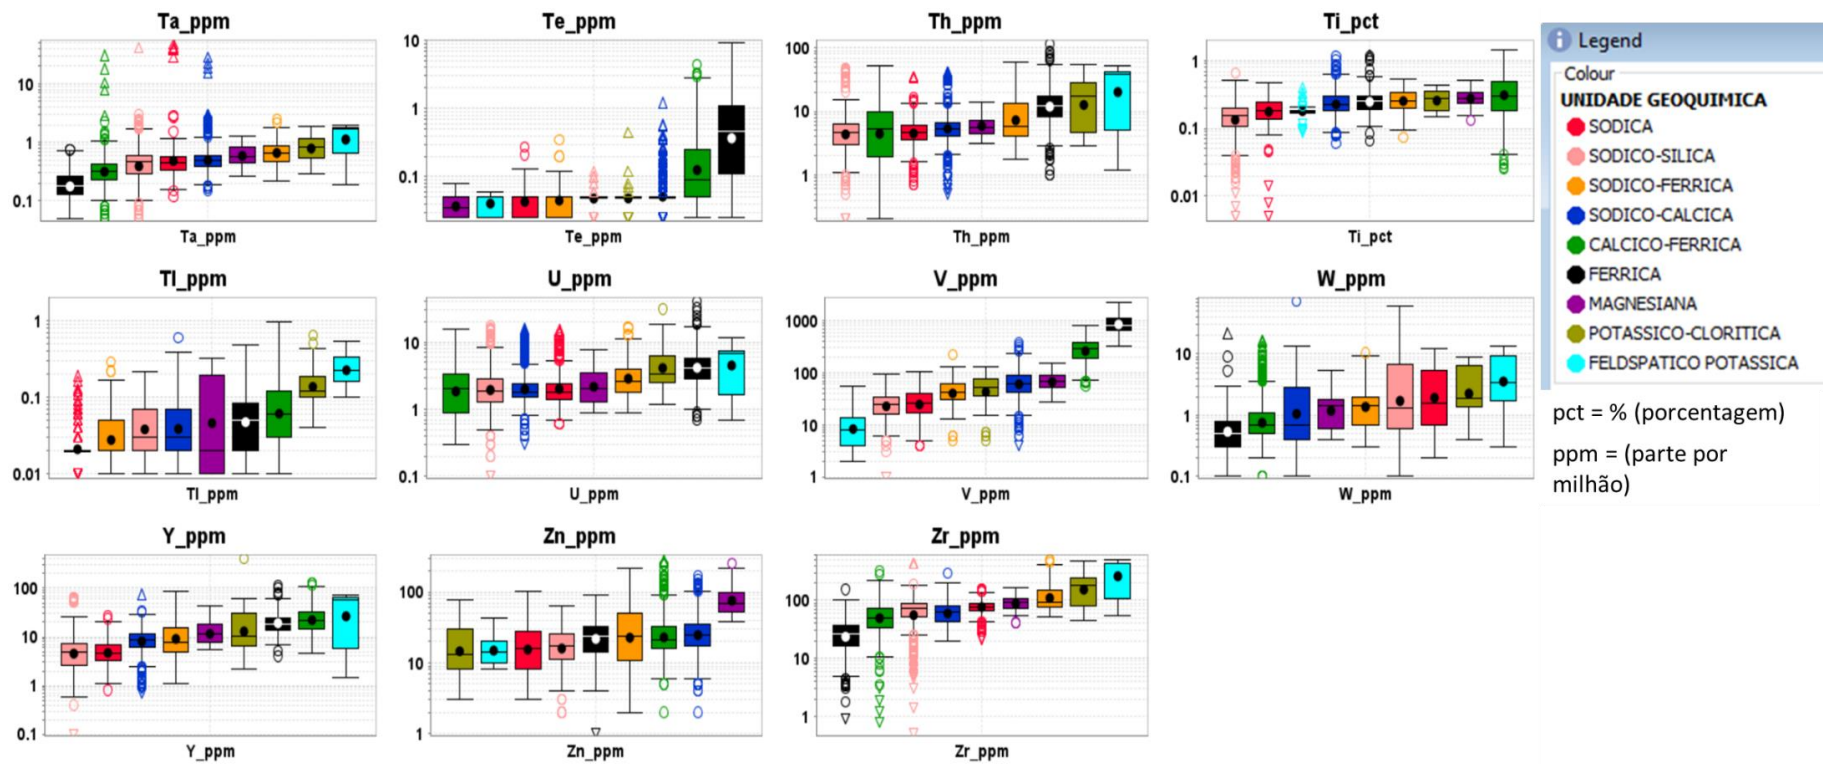 Ta_ppm
10
1
0.1
Ta_ppm
Te_ppm
10
1
0.1
Te_ppm
Th_ppm
100
10
1
Th_ppm
Ti_pct
1
0.1
0.01
Ti_pct
Legend
Colour
UNIDADE GEOQUIMICA
SODICA
SODICO-SILICA
SODICO-FERRICA
SODICO-CALCICA
CALCICO-FERRICA
FERRICA
MAGNESIANA
POTASSICO-CLORITICA
FELDSPATICO POTASSICA
pct = % (porcentagem)
ppm = (parte por
milhão)
Tl_ppm
1
0.1
0.01
Tl_ppm
U_ppm
10
1
0.1
U_ppm
V_ppm
1000
100
10
1
V_ppm
W_ppm
10
1
0.1
W_ppm
Y_ppm
100
10
1
0.1
Y_ppm
Zn_ppm
100
10
1
Zn_ppm
Zr_ppm
100
10
1
Zr_ppm